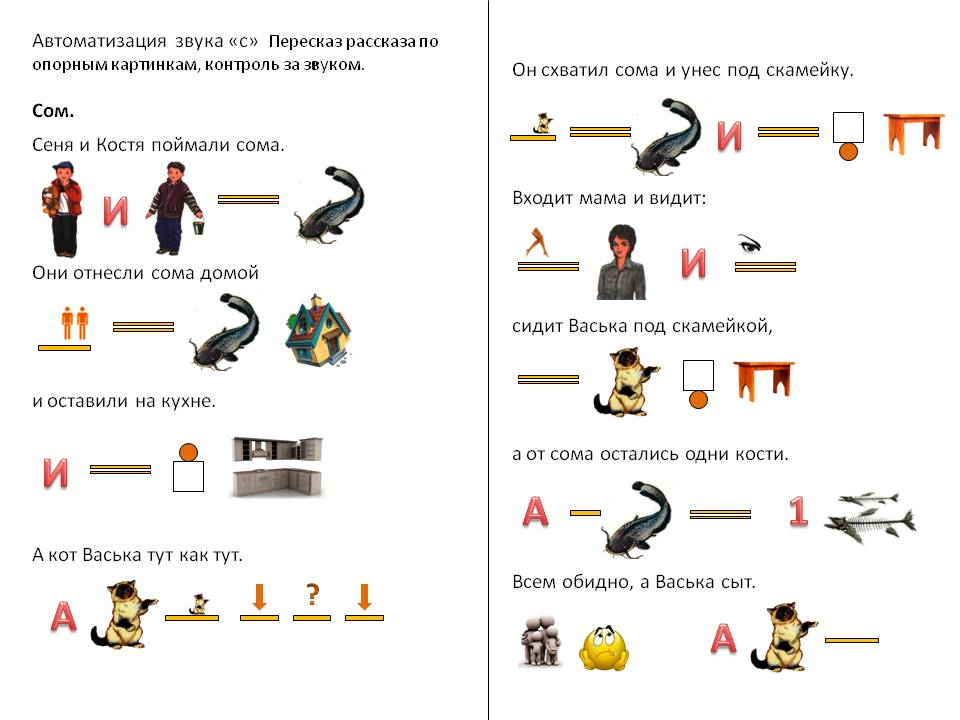 Автоматизация звука «с» Пересказ рассказа по
опорным картинкам, контроль за звуком.
Сом.
Сеня и Костя поймали сома.
И
Они отнесли сома домой
и оставили на кухне.
И
А кот Васька тут как тут.
А ?
Он схватил сома и унес под скамейку.
И
Входит мама и видит:
И
сидит Васька под скамейкой,
а от сома остались одни кости.
А 1
Всем обидно, а Васька сыт.
А